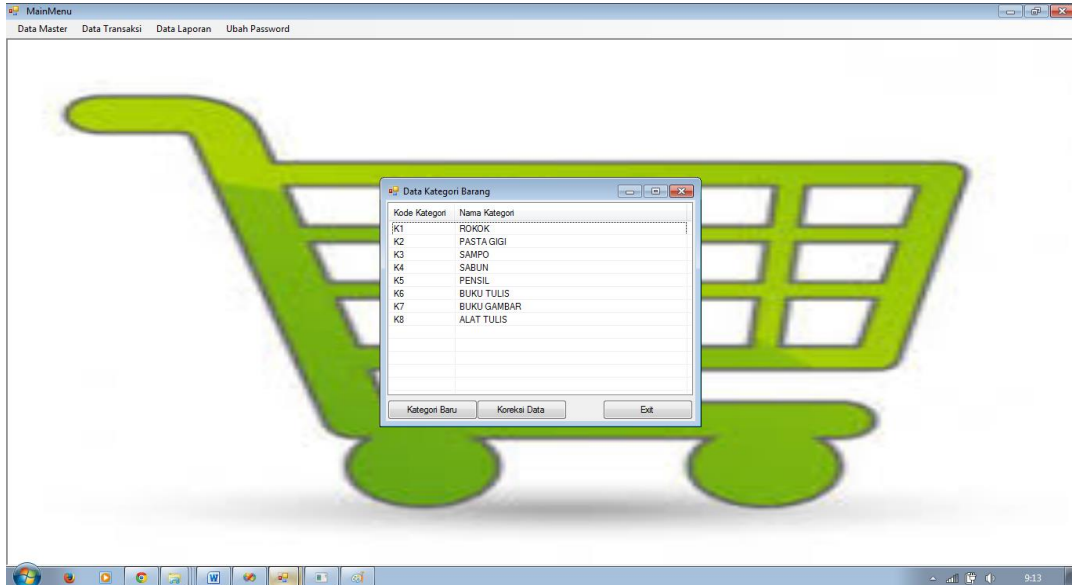 MainMenu
Data Master Data Transaksi Data Laporan Ubah Password
Data Kategori Barang
Kode Kategori Nama Kategori
K1 ROKOK
K2 PASTA GIGI
K3 SAMPO
K4 SABUN
K5 PENSIL
K6 BUKU TULIS
K7 BUKU GAMBAR
K8 ALAT TULIS
Kategori Baru Koreksi Data Exit
9:13